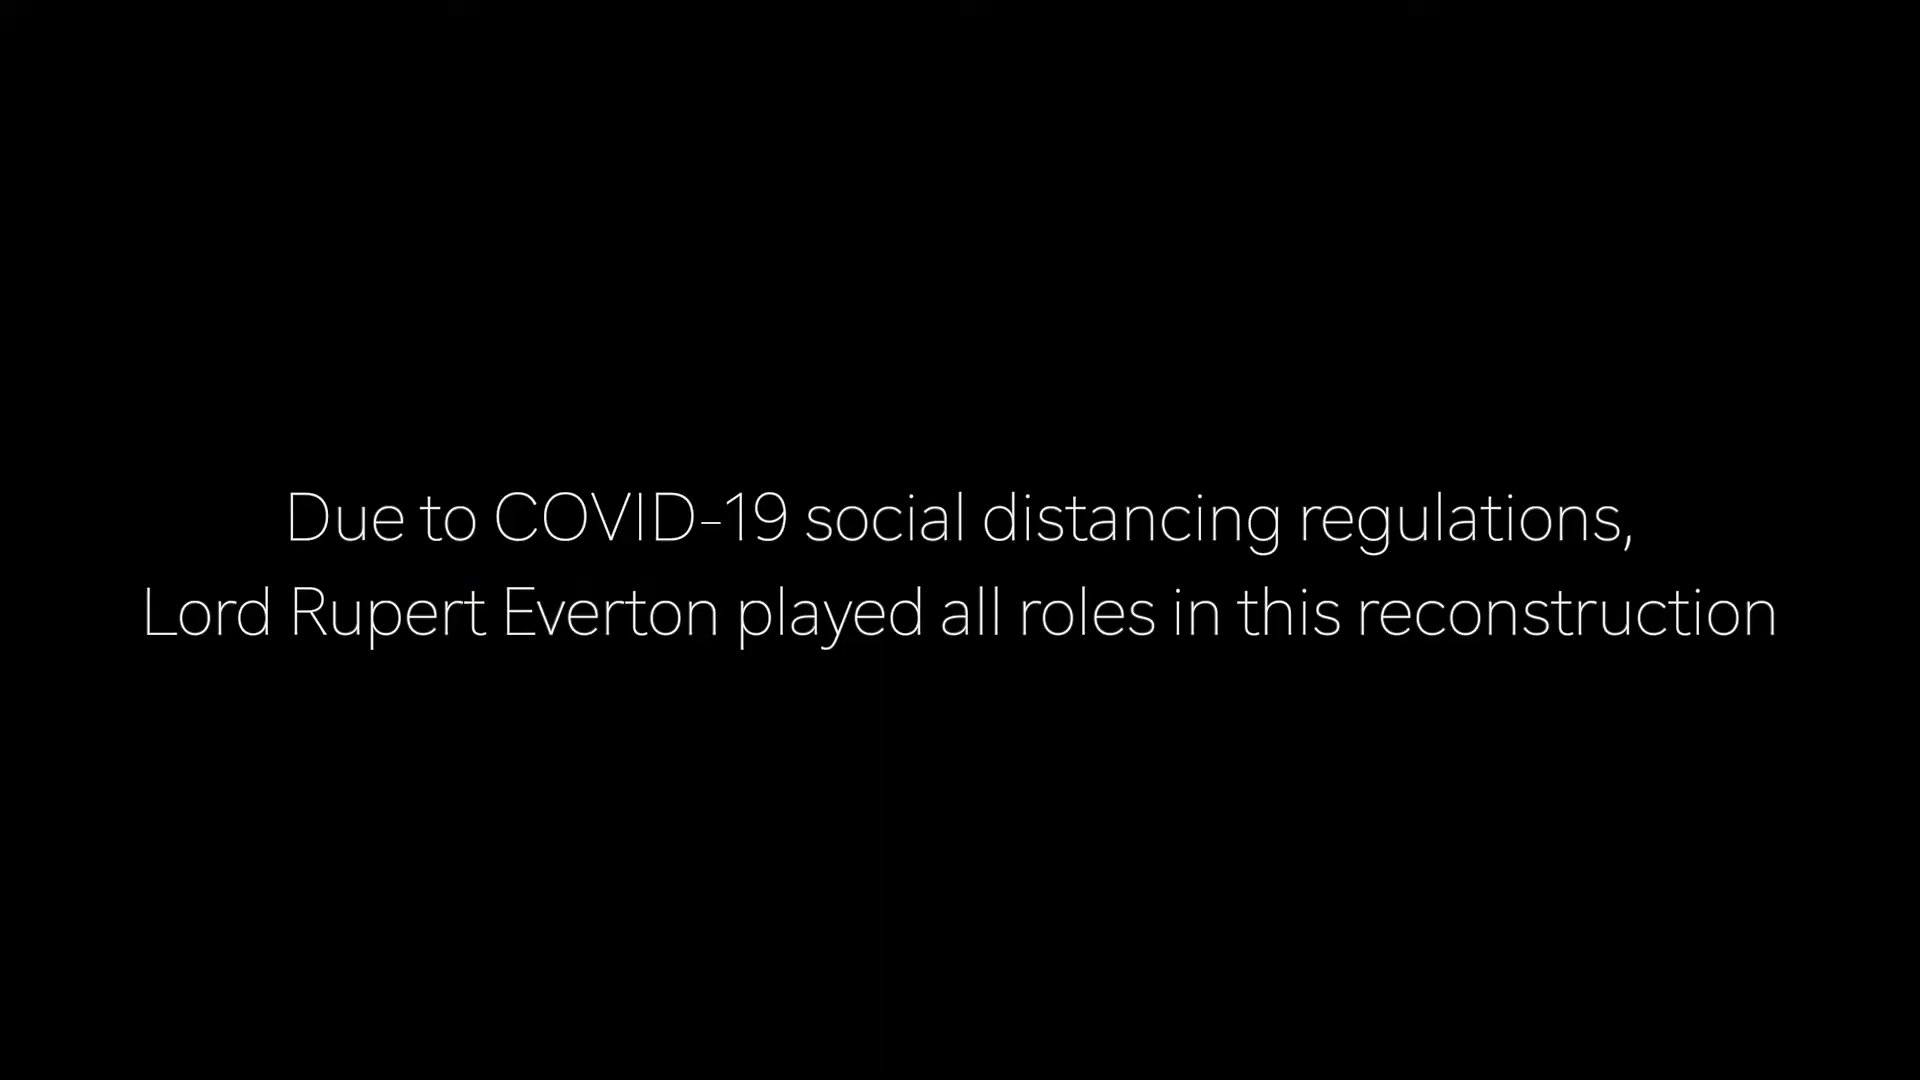 Due to COVID-19 social distancing regulations,
Lord Rupert Everton played all roles in this reconstruction